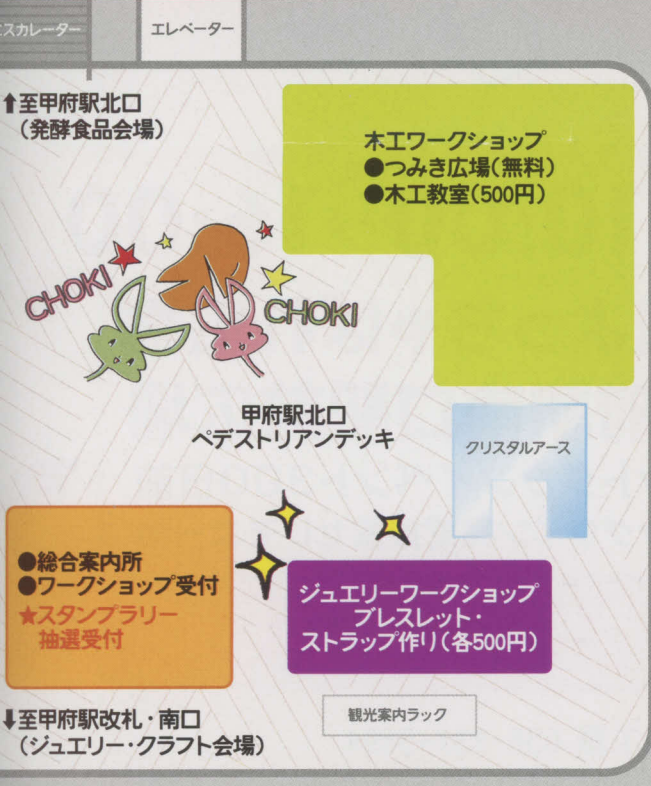 エスカレーター
エレベーター
⬆至甲府駅北口
(発酵食品会場)
木工ワークショップ
●つみき広場(無料)
●木工教室(500円)
CHOKI
CHOKI
甲府駅北口
ペデストリアンデッキ
クリスタルアース
●総合案内所
●ワークショップ受付
★スタンプラリー
抽選受付
ジュエリーワークショップ
ブレスレット・
ストラップ作り(各500円)
観光案内ラック
⬇至甲府駅改札・南口
(ジュエリー・クラフト会場)